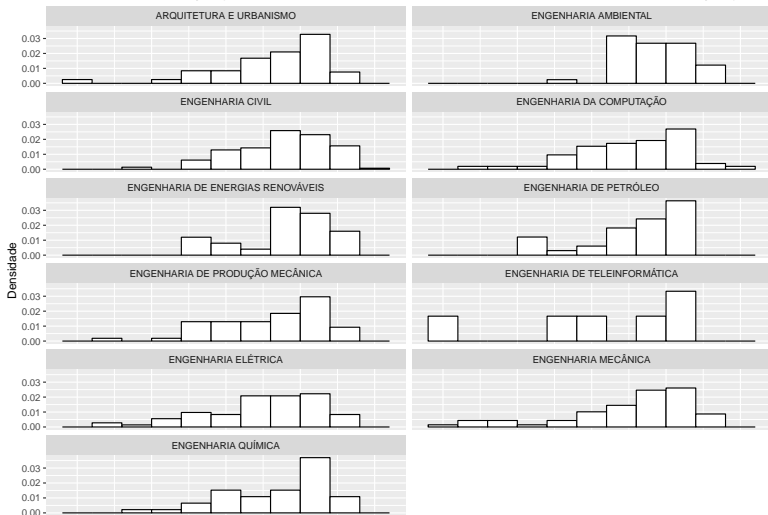 ARQUITETURA E URBANISMO
ENGENHARIA AMBIENTAL
0.03
0.02
0.01
0.00
ENGENHARIA CIVIL
ENGENHARIA DA COMPUTAÇÃO
0.03
0.02
0.01
0.00
ENGENHARIA DE ENERGIAS RENOVÁVEIS
ENGENHARIA DE PETRÓLEO
0.03
0.02
0.01
0.00
Densidade
ENGENHARIA DE PRODUÇÃO MECÂNICA
ENGENHARIA DE TELEINFORMÁTICA
0.03
0.02
0.01
0.00
ENGENHARIA ELÉTRICA
ENGENHARIA MECÂNICA
0.03
0.02
0.01
0.00
ENGENHARIA QUÍMICA
0.03
0.02
0.01
0.00